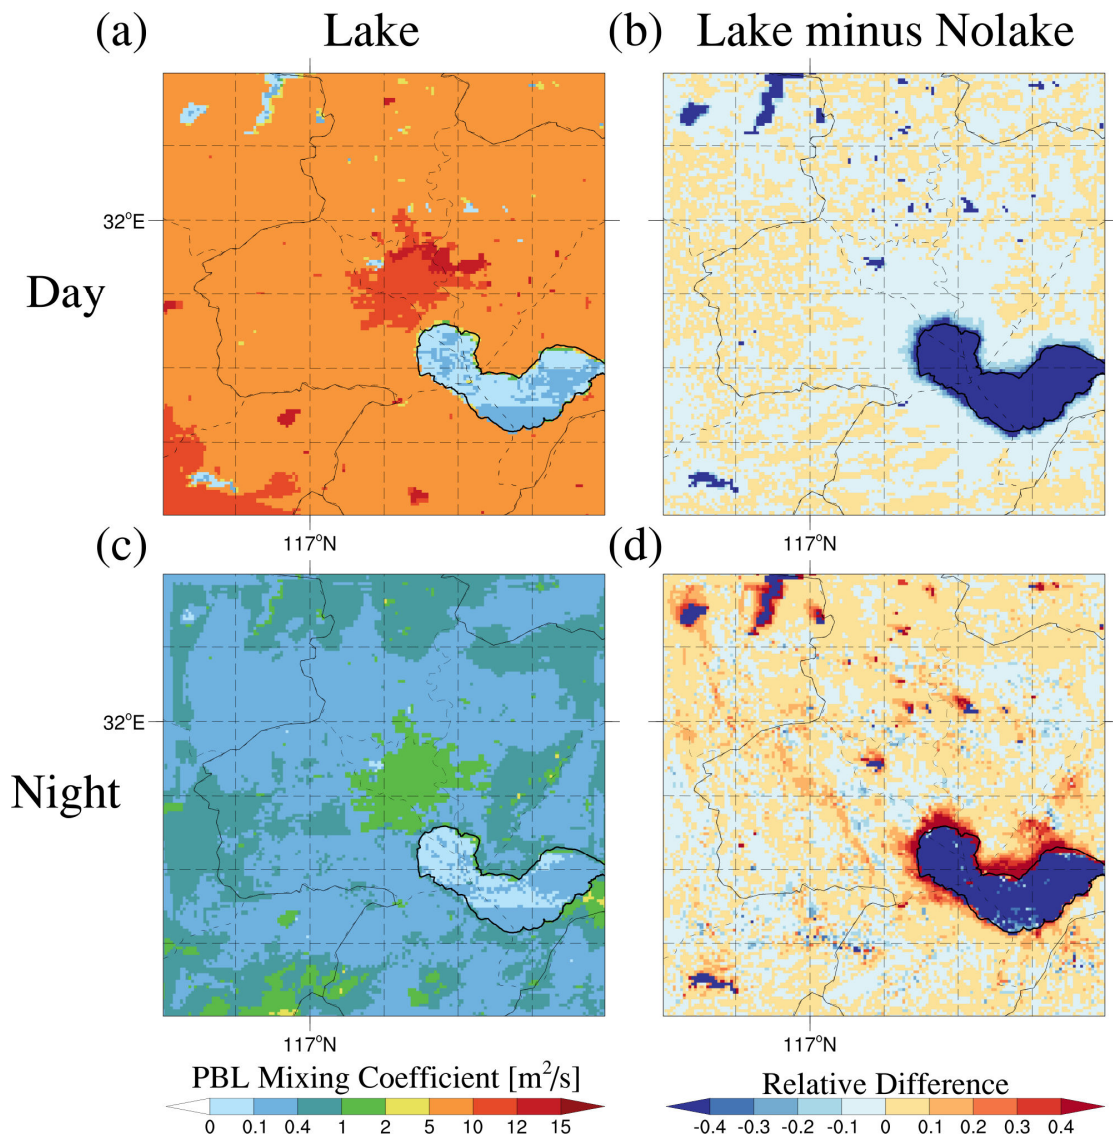 (a) Lake (b) Lake minus Nolake
32°E
Day
117°N 117°N
(c) (d)
32°E
Night
117°N 117°N
PBL Mixing Coefficient [m²/s] Relative Difference
0 0.1 0.4 1 2 5 10 12 15 -0.4 -0.3 -0.2 -0.1 0 0.1 0.2 0.3 0.4